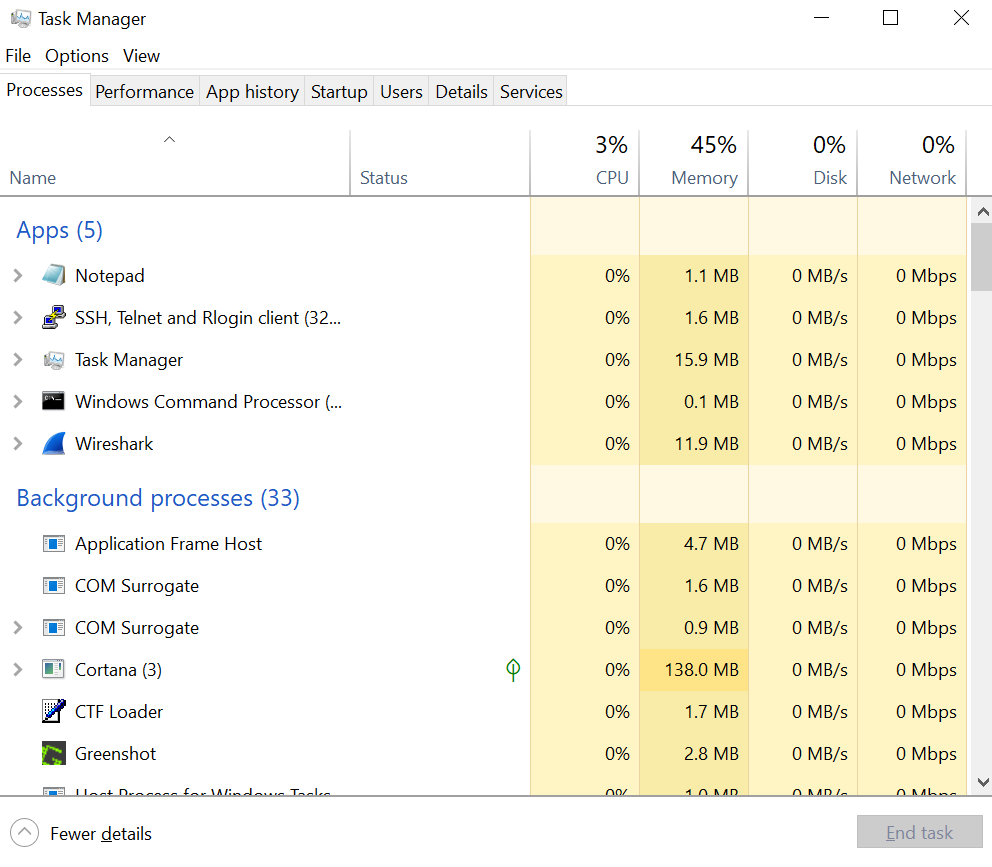 Task Manager
File Options View
Processes Performance App history Startup Users Details Services
3% 45% 0% 0%
Name Status CPU Memory Disk Network
Apps (5)
Notepad 0% 1.1 MB 0 MB/s 0 Mbps
SSH, Telnet and Rlogin client (32... 0% 1.6 MB 0 MB/s 0 Mbps
Task Manager 0% 15.9 MB 0 MB/s 0 Mbps
Windows Command Processor (... 0% 0.1 MB 0 MB/s 0 Mbps
Wireshark 0% 11.9 MB 0 MB/s 0 Mbps
Background processes (33)
Application Frame Host 0% 4.7 MB 0 MB/s 0 Mbps
COM Surrogate 0% 1.6 MB 0 MB/s 0 Mbps
COM Surrogate 0% 0.9 MB 0 MB/s 0 Mbps
Cortana (3) 0% 138.0 MB 0 MB/s 0 Mbps
CTF Loader 0% 1.7 MB 0 MB/s 0 Mbps
Greenshot 0% 2.8 MB 0 MB/s 0 Mbps
Host Process for Windows Tasks 0% 1.0 MB 0 MB/s 0 Mbps
Fewer details End task